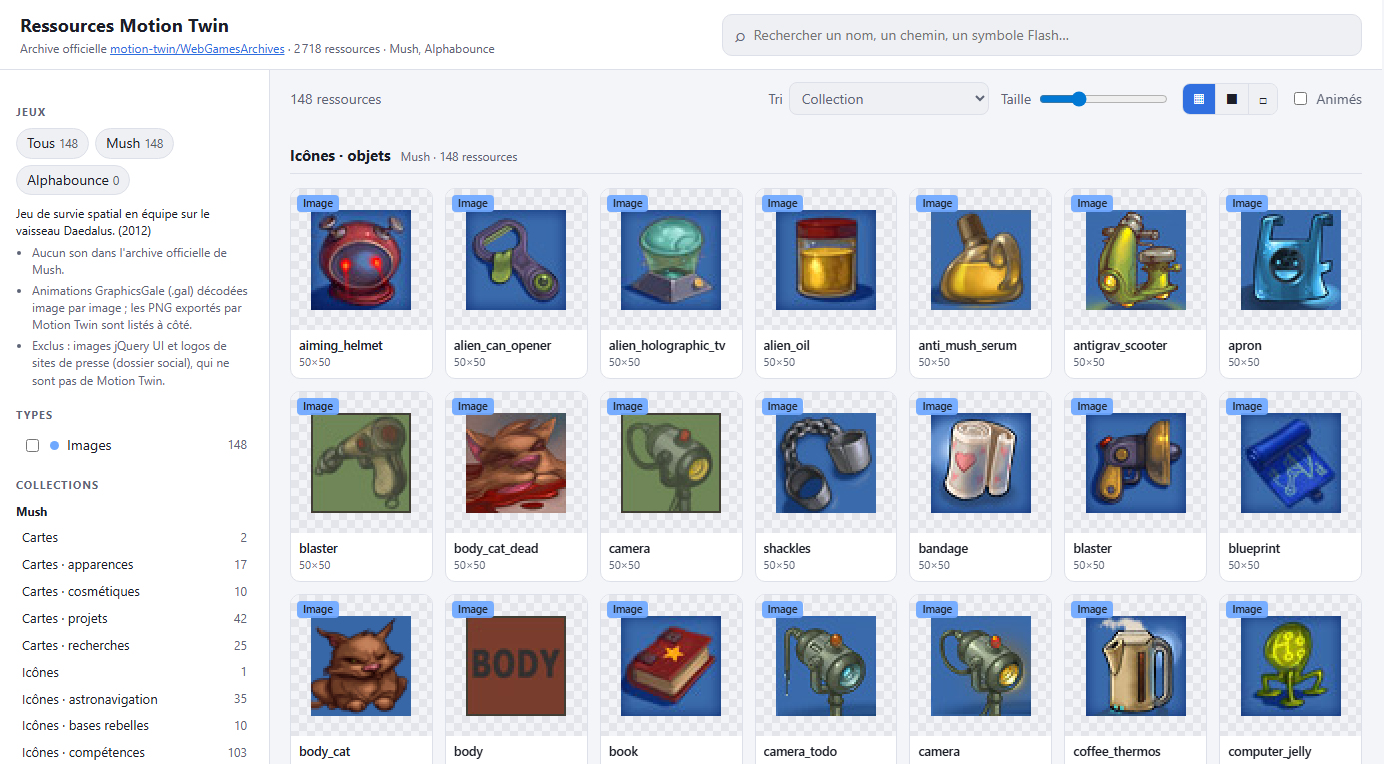 Ressources Motion Twin
Archive officielle motion-twin/WebGamesArchives · 2 718 ressources · Mush, Alphabounce
Rechercher un nom, un chemin, un symbole Flash…
JEUX
Tous 148
Mush 148
Alphabounce 0
Jeu de survie spatial en équipe sur le
vaisseau Daedalus. (2012)
• Aucun son dans l'archive officielle de
Mush.
• Animations GraphicsGale (.gal) décodées
image par image ; les PNG exportés par
Motion Twin sont listés à côté.
• Exclus : images jQuery UI et logos de
sites de presse (dossier social), qui ne
sont pas de Motion Twin.
TYPES
Images 148
COLLECTIONS
Mush
Cartes 2
Cartes · apparences 17
Cartes · cosmétiques 10
Cartes · projets 42
Cartes · recherches 25
Icônes 1
Icônes · astronavigation 35
Icônes · bases rebelles 10
Icônes · compétences 103
148 ressources
Tri
Collection
Taille
Animés
Icônes · objets Mush · 148 ressources
Image
aiming_helmet
50×50
Image
alien_can_opener
50×50
Image
alien_holographic_tv
50×50
Image
alien_oil
50×50
Image
anti_mush_serum
50×50
Image
antigrav_scooter
50×50
Image
apron
50×50
Image
blaster
50×50
Image
body_cat_dead
50×50
Image
camera
50×50
Image
shackles
50×50
Image
bandage
50×50
Image
blaster
50×50
Image
blueprint
50×50
Image
body_cat
Image
BODY
body
Image
book
Image
camera_todo
Image
camera
Image
coffee_thermos
Image
computer_jelly